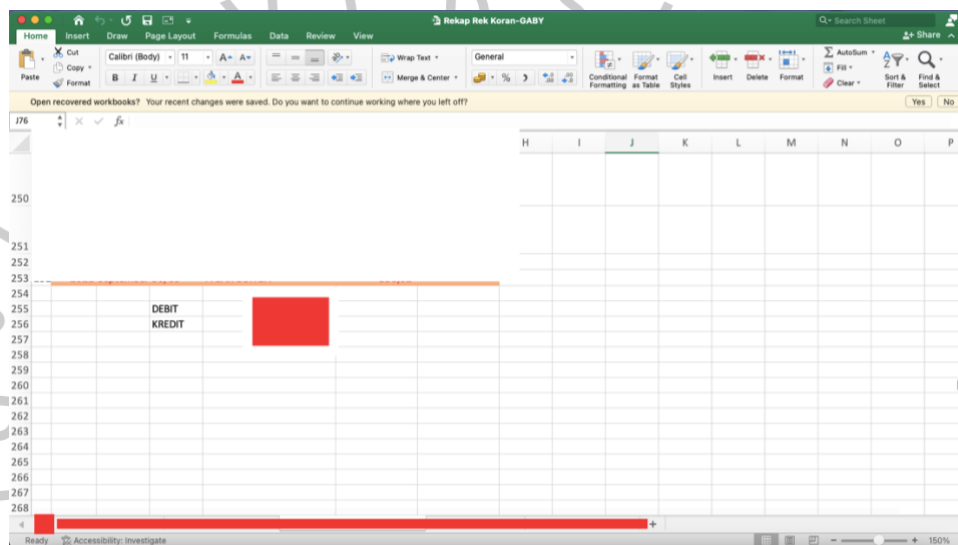 Rekap Rek Koran-GABY
Search Sheet
Home Insert Draw Page Layout Formulas Data Review View Share
Paste
Cut
Copy
Format
Calibri (Body) 11 A A
B I U A
Wrap Text
Merge & Center
General
%
Conditional Formatting
Format as Table
Cell Styles
Insert Delete Format
AutoSum
Fill
Clear
Sort & Filter
Find & Select
Open recovered workbooks? Your recent changes were saved. Do you want to continue working where you left off? Yes No
J76 fx
H I J K L M N O P
250
251
252
253
254
255 DEBIT
256 KREDIT
257
258
259
260
261
262
263
264
265
266
267
268
Ready Accessibility: Investigate 150%